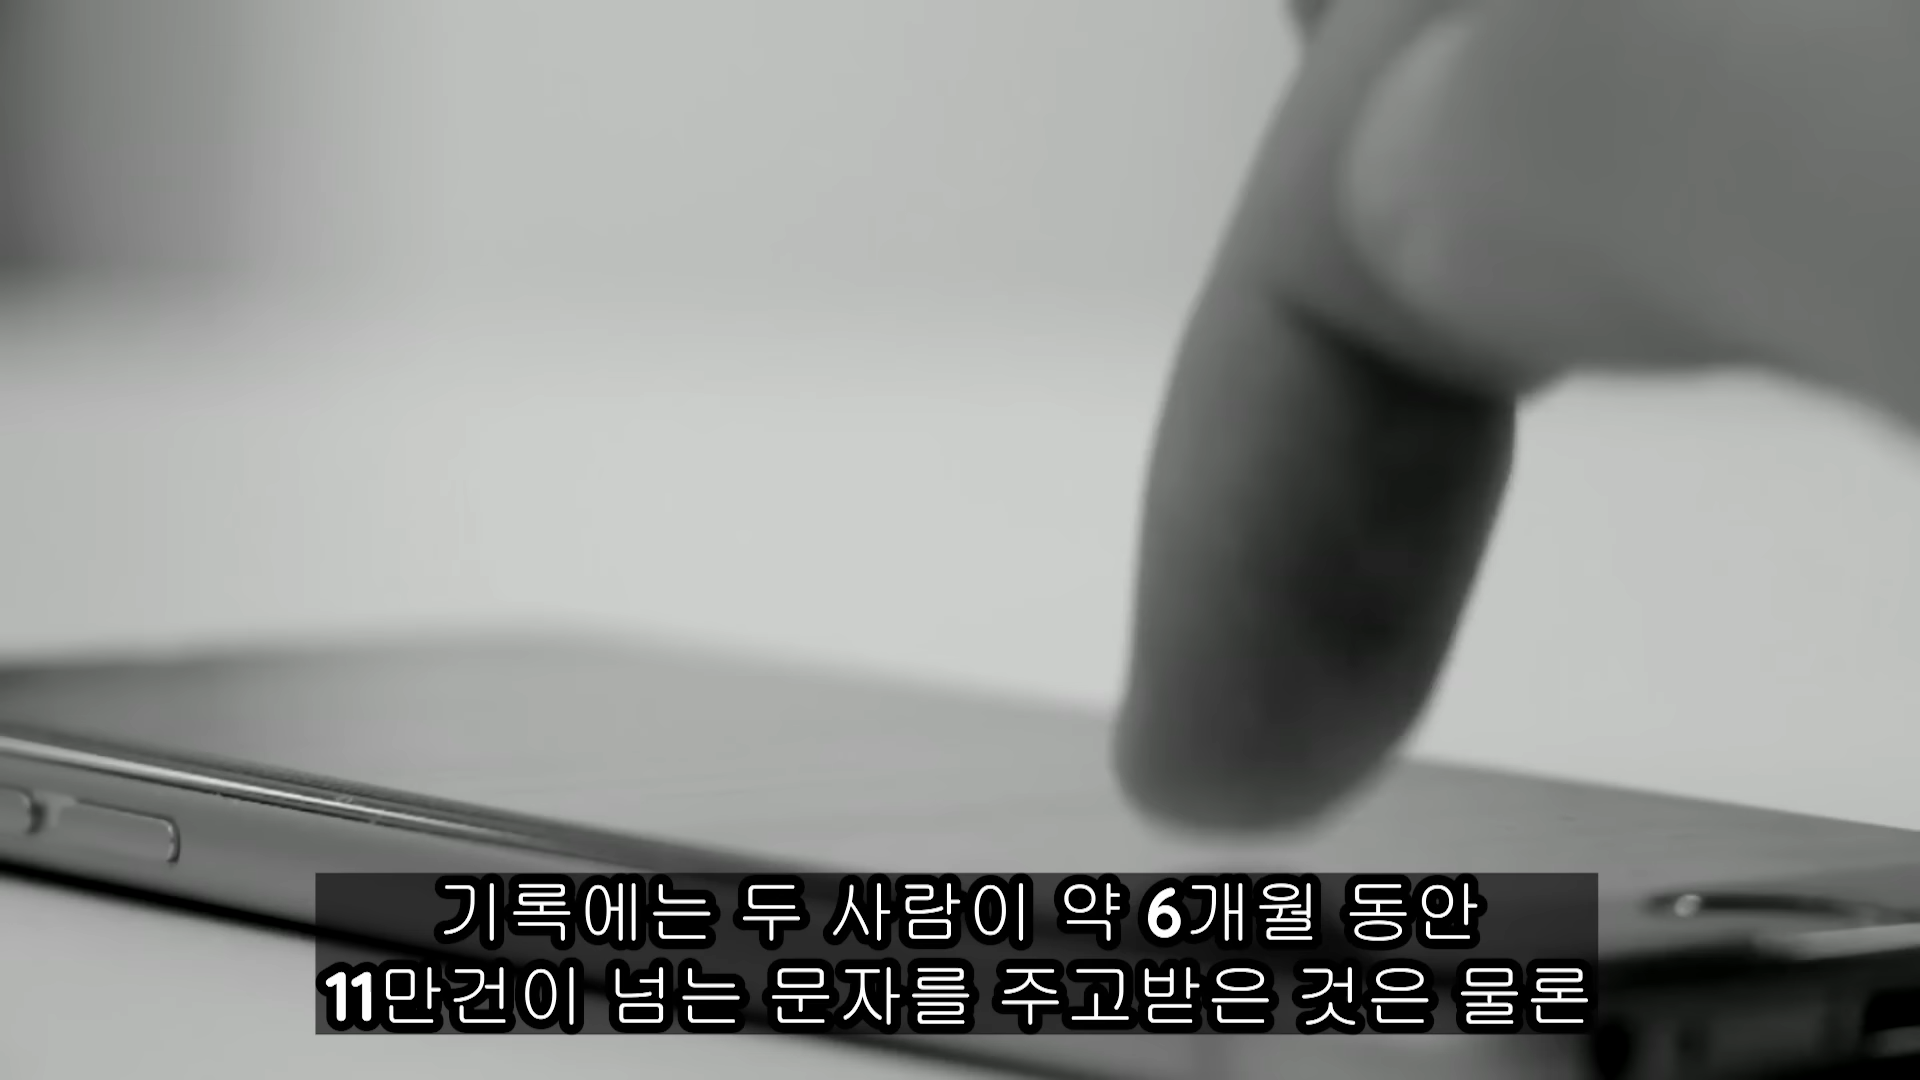 기록에는 두 사람이 약 6개월 동안
11만건이 넘는 문자를 주고받은 것은 물론